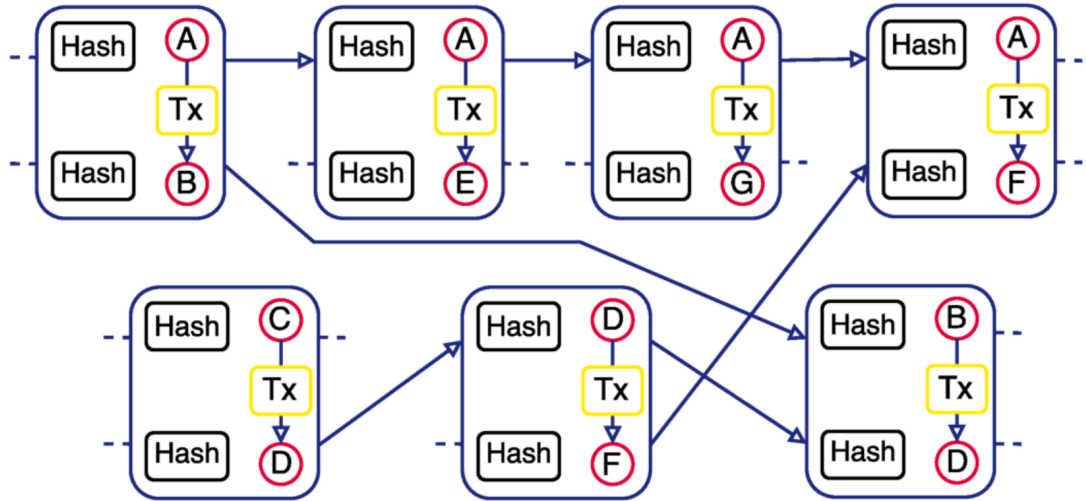 Hash A Hash A Hash A Hash A
Tx Tx Tx Tx
Hash B Hash E Hash G Hash F
Hash C Hash D Hash B
Tx Tx Tx
Hash D Hash F Hash D